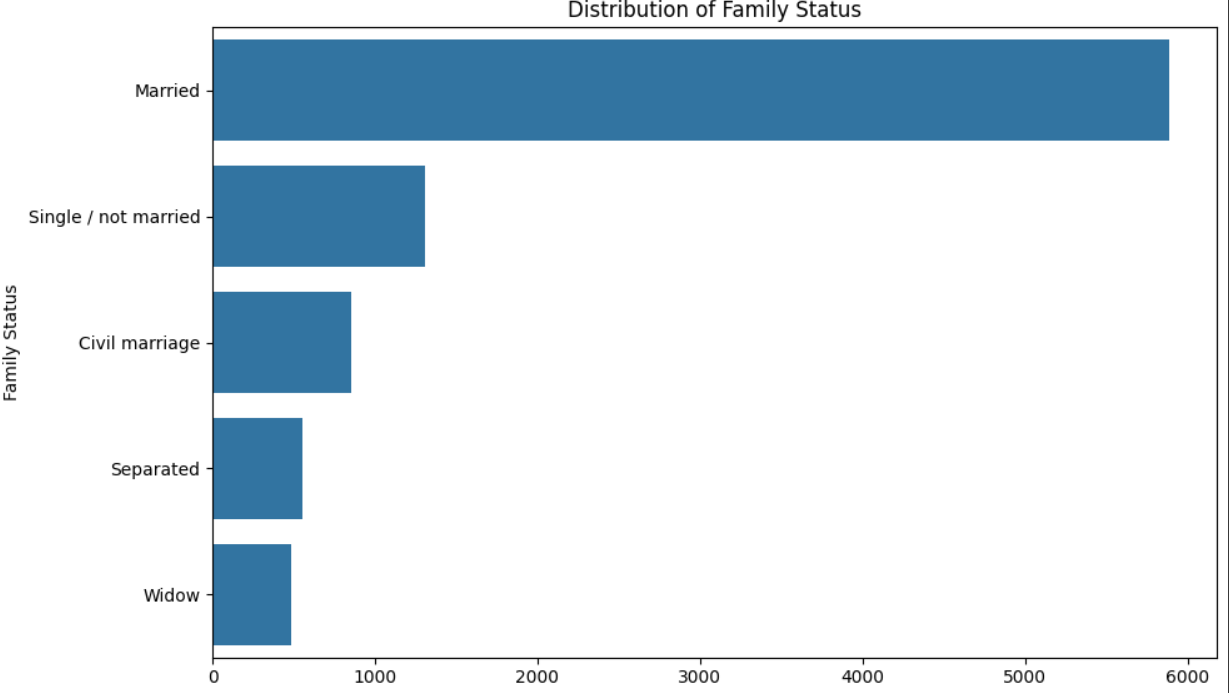 Distribution of Family Status
Family Status
Married
Single / not married
Civil marriage
Separated
Widow
0 1000 2000 3000 4000 5000 6000